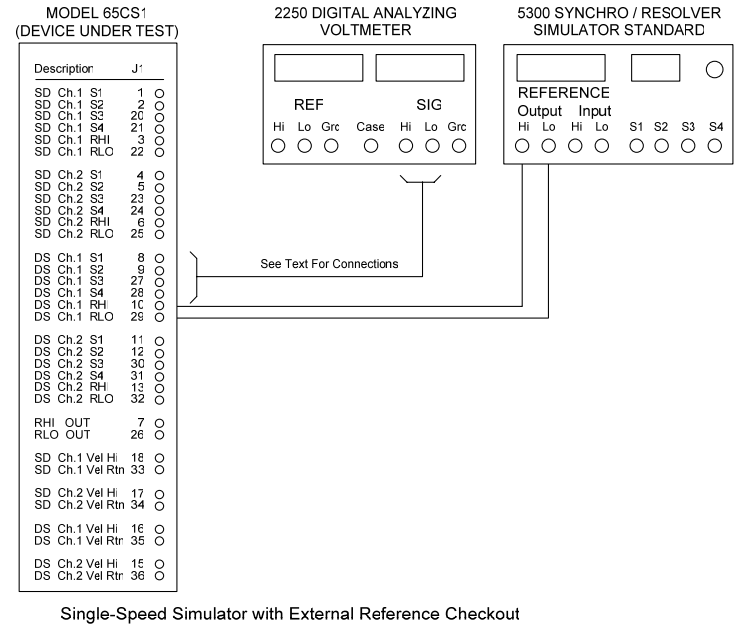 MODEL 65CS1
(DEVICE UNDER TEST)
2250 DIGITAL ANALYZING
VOLTMETER
5300 SYNCHRO / RESOLVER
SIMULATOR STANDARD
Description J1
SD Ch.1 S1 1
SD Ch.1 S2 2
SD Ch.1 S3 20
SD Ch.1 S4 21
SD Ch.1 RHI 3
SD Ch.1 RLO 22
SD Ch.2 S1 4
SD Ch.2 S2 5
SD Ch.2 S3 23
SD Ch.2 S4 24
SD Ch.2 RHI 6
SD Ch.2 RLO 25
DS Ch.1 S1 8
DS Ch.1 S2 9
DS Ch.1 S3 27
DS Ch.1 S4 28
DS Ch.1 RHI 10
DS Ch.1 RLO 29
DS Ch.2 S1 11
DS Ch.2 S2 12
DS Ch.2 S3 30
DS Ch.2 S4 31
DS Ch.2 RHI 13
DS Ch.2 RLO 32
RHI OUT 7
RLO OUT 26
SD Ch.1 Vel Hi 18
SD Ch.1 Vel Rtn 33
SD Ch.2 Vel Hi 17
SD Ch.2 Vel Rtn 34
DS Ch.1 Vel Hi 16
DS Ch.1 Vel Rtn 35
DS Ch.2 Vel Hi 15
DS Ch.2 Vel Rtn 36
REF SIG
Hi Lo Grc Case Hi Lo Grc
REFERENCE
Output Input
Hi Lo Hi Lo S1 S2 S3 S4
See Text For Connections
Single-Speed Simulator with External Reference Checkout